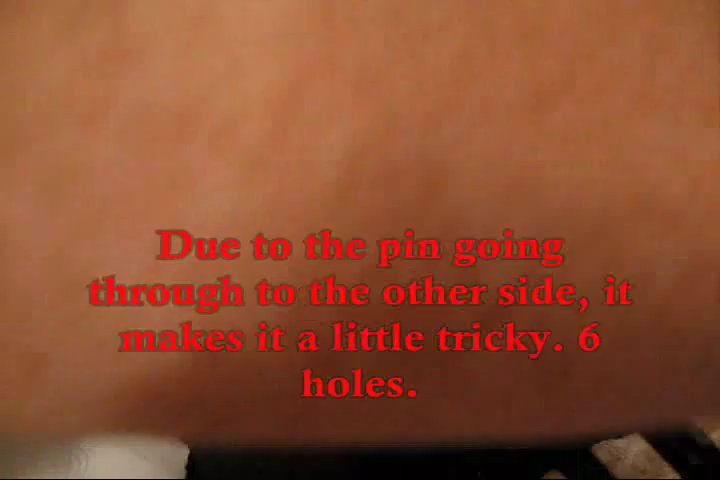 Due to the pin going
through to the other side, it
makes it a little tricky. 6
holes.